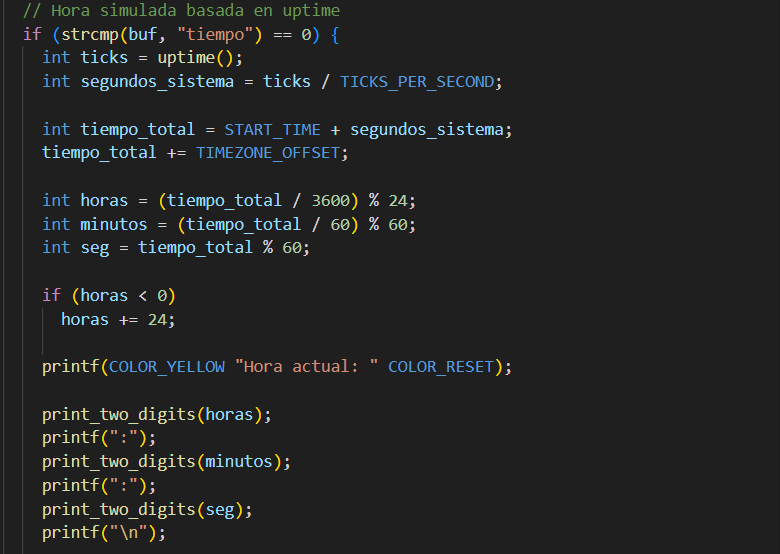 // Hora simulada basada en uptime
if (strcmp(buf, "tiempo") == 0) {
int ticks = uptime();
int segundos_sistema = ticks / TICKS_PER_SECOND;
int tiempo_total = START_TIME + segundos_sistema;
tiempo_total += TIMEZONE_OFFSET;
int horas = (tiempo_total / 3600) % 24;
int minutos = (tiempo_total / 60) % 60;
int seg = tiempo_total % 60;
if (horas < 0)
horas += 24;
printf(COLOR_YELLOW "Hora actual: " COLOR_RESET);
print_two_digits(horas);
printf(":");
print_two_digits(minutos);
printf(":");
print_two_digits(seg);
printf("\n");